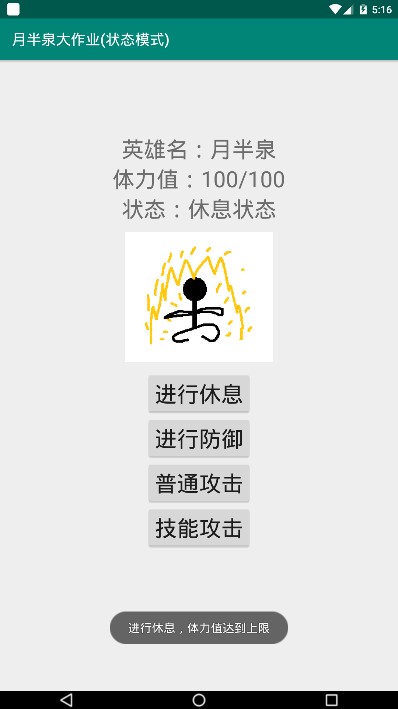 5:16
月半泉大作业(状态模式)
英雄名：月半泉
体力值：100/100
状态：休息状态
进行休息
进行防御
普通攻击
技能攻击
进行休息，体力值达到上限